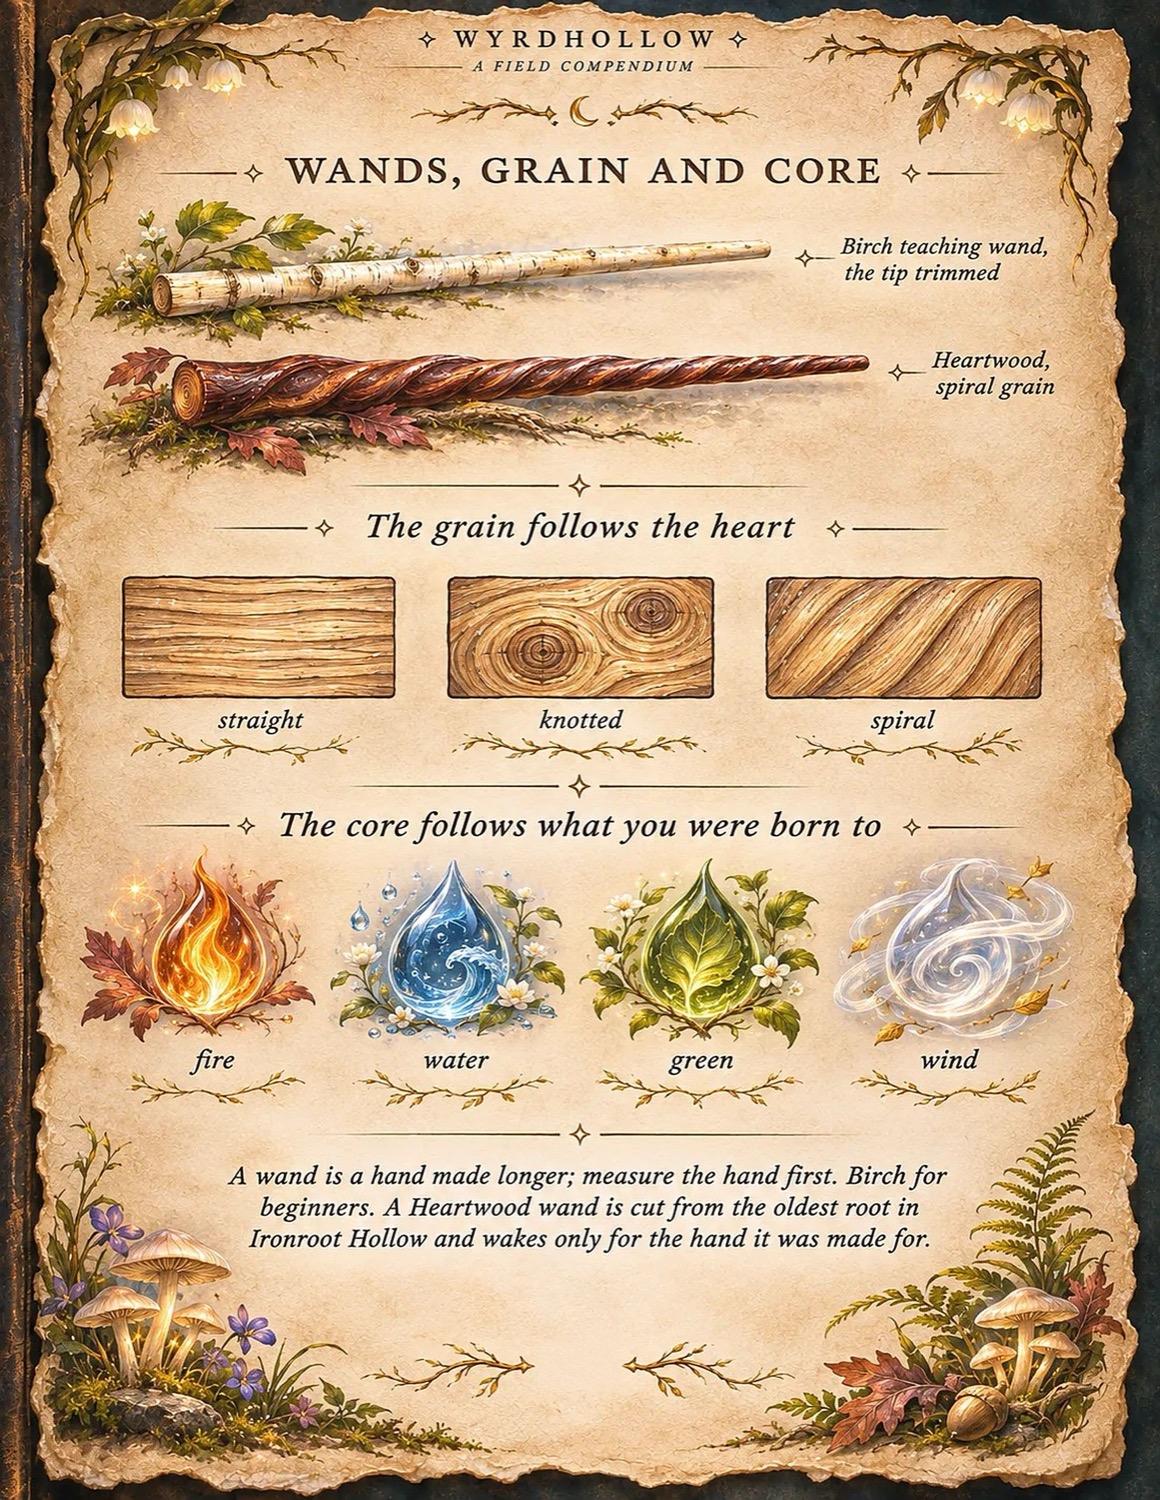 WYRDHOLLOW
A FIELD COMPENDIUM
WANDS, GRAIN AND CORE
Birch teaching wand,
the tip trimmed
Heartwood,
spiral grain
The grain follows the heart
straight
knotted
spiral
The core follows what you were born to
fire
water
green
wind
A wand is a hand made longer; measure the hand first. Birch for
beginners. A Heartwood wand is cut from the oldest root in
Ironroot Hollow and wakes only for the hand it was made for.